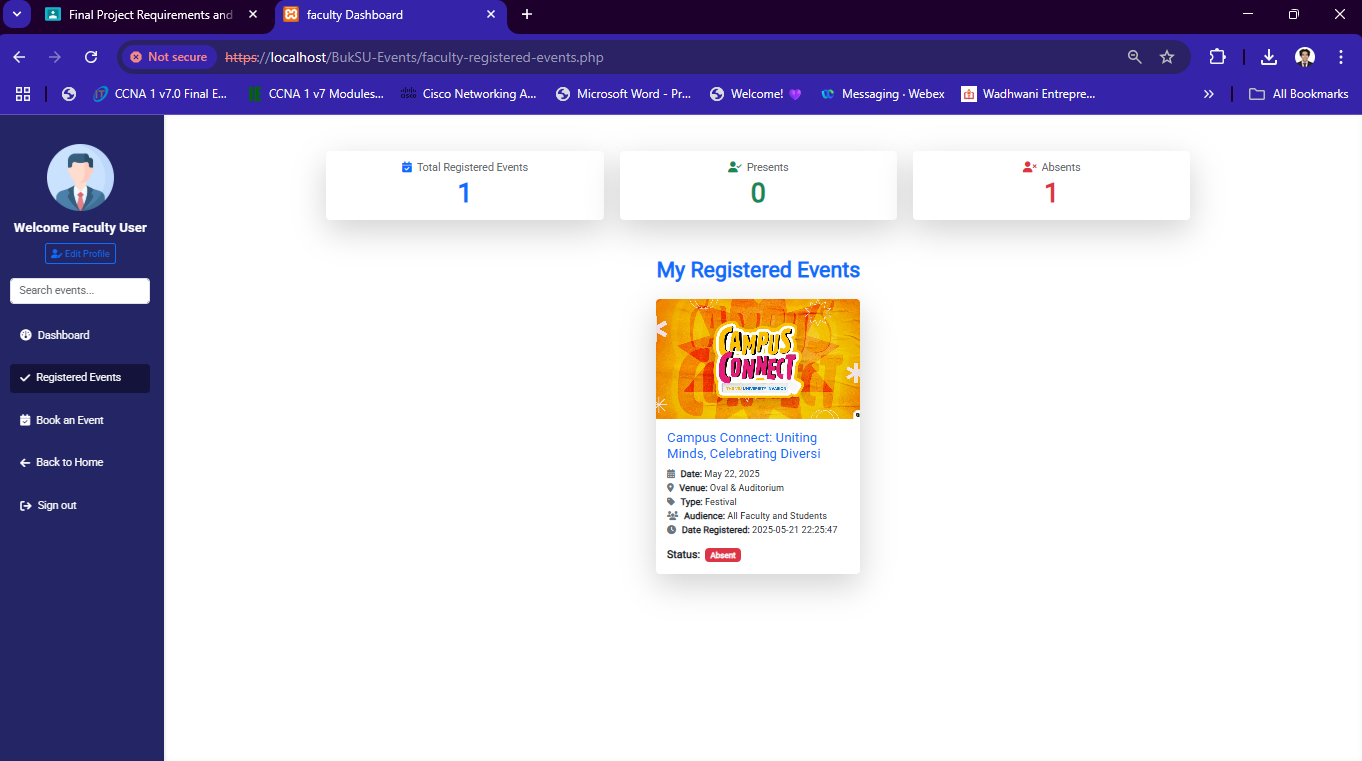 Final Project Requirements and
faculty Dashboard
Not secure
https://localhost/BukSU-Events/faculty-registered-events.php
CCNA 1 v7.0 Final E...
CCNA 1 v7 Modules...
Cisco Networking A...
Microsoft Word - Pr...
Welcome! 💜
Messaging · Webex
Wadhwani Entrepre...
All Bookmarks
Welcome Faculty User
Edit Profile
Search events...
Dashboard
Registered Events
Book an Event
Back to Home
Sign out
Total Registered Events
1
Presents
0
Absents
1
My Registered Events
CAMPUS
CONNECT
Campus Connect: Uniting
Minds, Celebrating Diversi
Date: May 22, 2025
Venue: Oval & Auditorium
Type: Festival
Audience: All Faculty and Students
Date Registered: 2025-05-21 22:25:47
Status: Absent